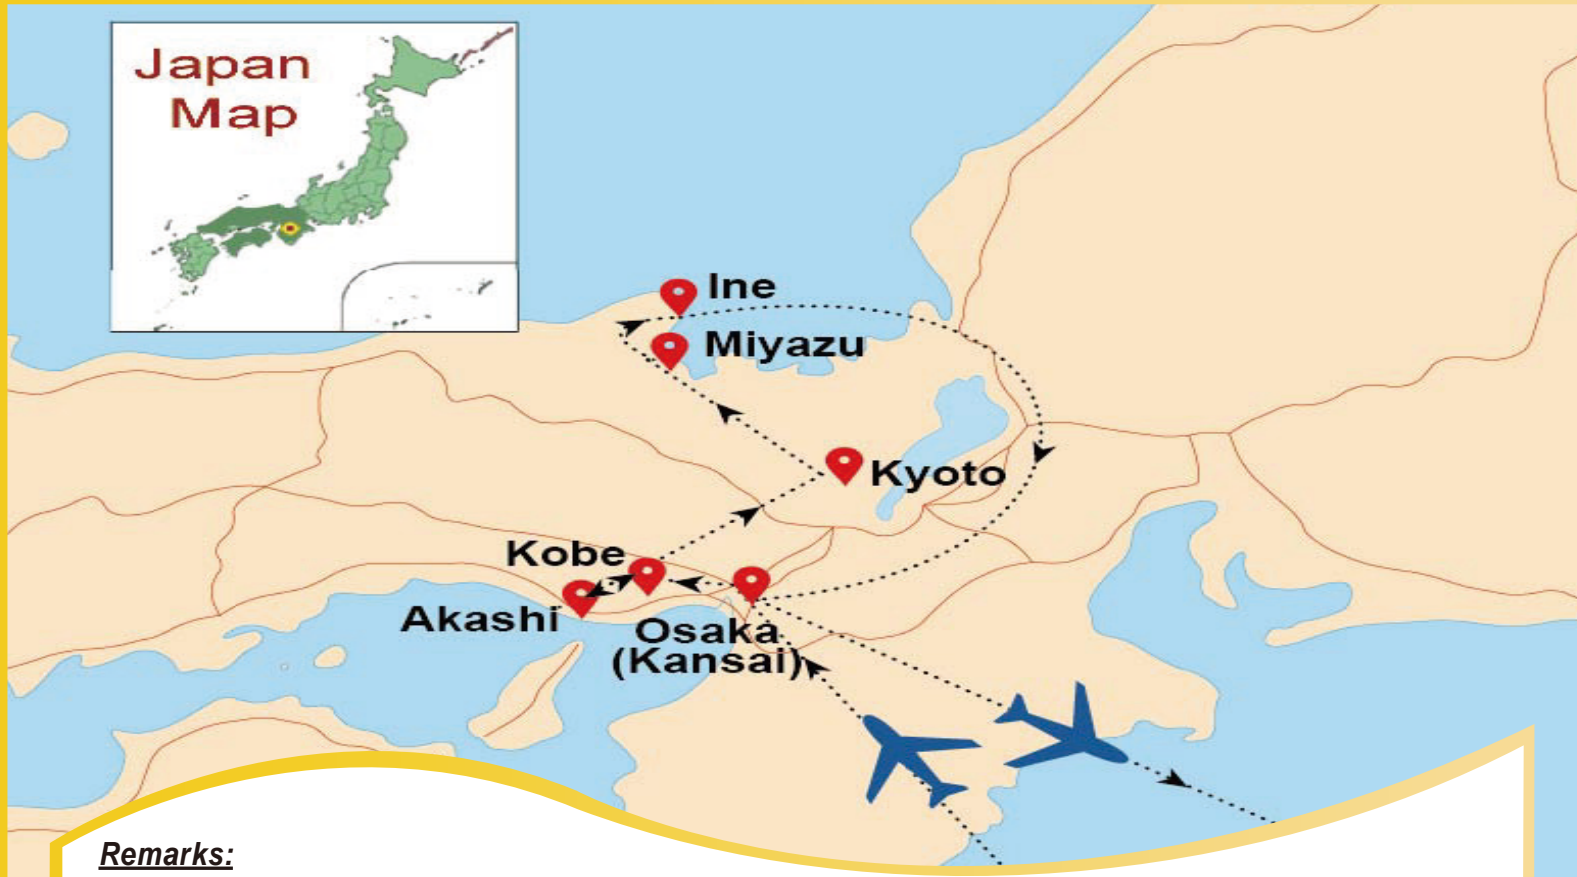 Japan
Map
Ine
Miyazu
Kyoto
Kobe
Akashi
Osaka
(Kansai)
Remarks: